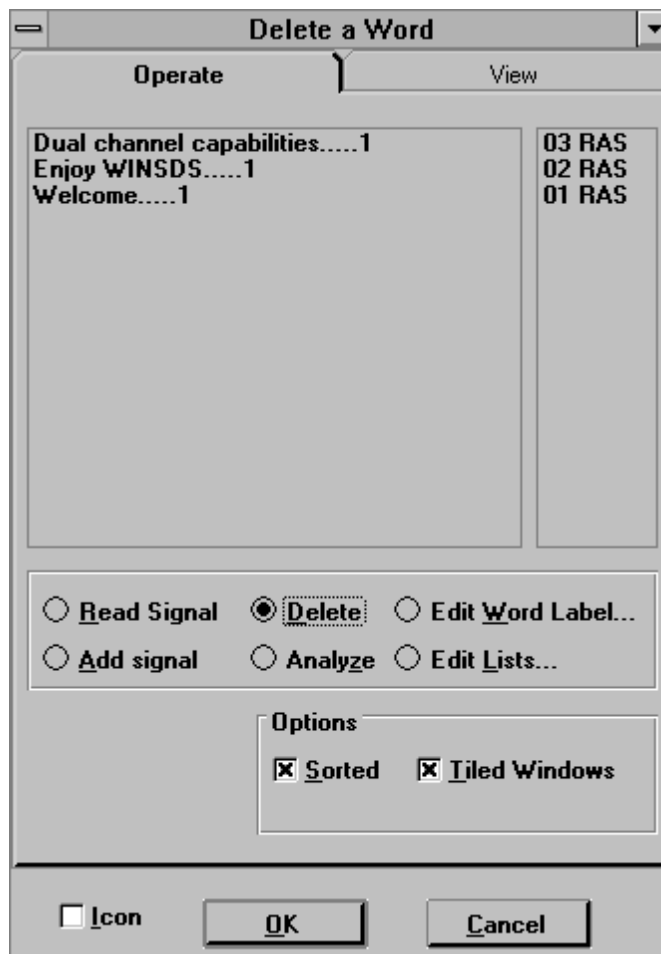 Delete a Word
Operate View
Dual channel capabilities.....1 03 RAS
Enjoy WINSDS.....1 02 RAS
Welcome.....1 01 RAS
Read Signal Delete Edit Word Label...
Add signal Analyze Edit Lists...
Options
Sorted Tiled Windows
Icon OK Cancel